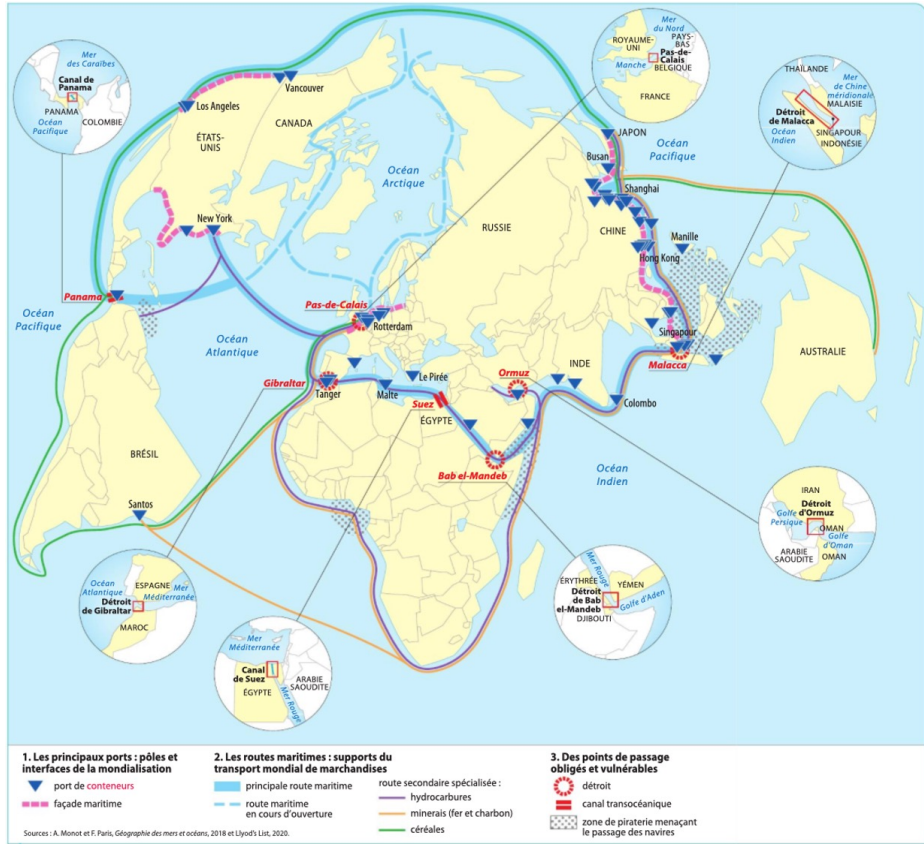 Mer
des Caraïbes
Canal de
Panama
PANAMA
Océan
Pacifique
COLOMBIE
Mer du Nord
ROYAUME-
UNI
PAYS-
BAS
Pas-de-
Calais
Manche
BELGIQUE
FRANCE
THAÏLANDE
Mer
de Chine
méridionale
MALAISIE
Détroit
de Malacca
Océan
Indien
SINGAPOUR
INDONÉSIE
Los Angeles
Vancouver
ÉTATS-
UNIS
CANADA
Océan
Arctique
JAPON
Océan
Pacifique
Busan
Shanghai
RUSSIE
CHINE
Manille
Hong Kong
New York
Panama
Océan
Pacifique
Océan
Atlantique
Pas-de-Calais
Rotterdam
Singapour
Malacca
AUSTRALIE
INDE
Ormuz
Gibraltar
Tanger
Malte
Le Pirée
Suez
ÉGYPTE
Colombo
BRÉSIL
Bab el-Mandeb
Océan
Indien
Santos
IRAN
Détroit
d'Ormuz
Golfe
Persique
OMAN
Golfe
d'Oman
ARABIE
SAOUDITE
OMAN
Océan
Atlantique
ESPAGNE
Mer
Méditerranée
Détroit
de Gibraltar
MAROC
Mer Rouge
ÉRYTHRÉE
YÉMEN
Détroit
de Bab
el-Mandeb
Golfe d'Aden
DJIBOUTI
Mer
Méditerranée
Canal
de Suez
ARABIE
SAOUDITE
ÉGYPTE
Mer Rouge
1. Les principaux ports : pôles et
interfaces de la mondialisation
port de conteneurs
façade maritime
2. Les routes maritimes : supports du
transport mondial de marchandises
principale route maritime
route maritime
en cours d'ouverture
route secondaire spécialisée :
hydrocarbures
minerais (fer et charbon)
céréales
3. Des points de passage
obligés et vulnérables
détroit
canal transocéanique
zone de piraterie menaçant
le passage des navires
Sources : A. Monot et F. Paris, Géographie des mers et océans, 2018 et Llyod's List, 2020.